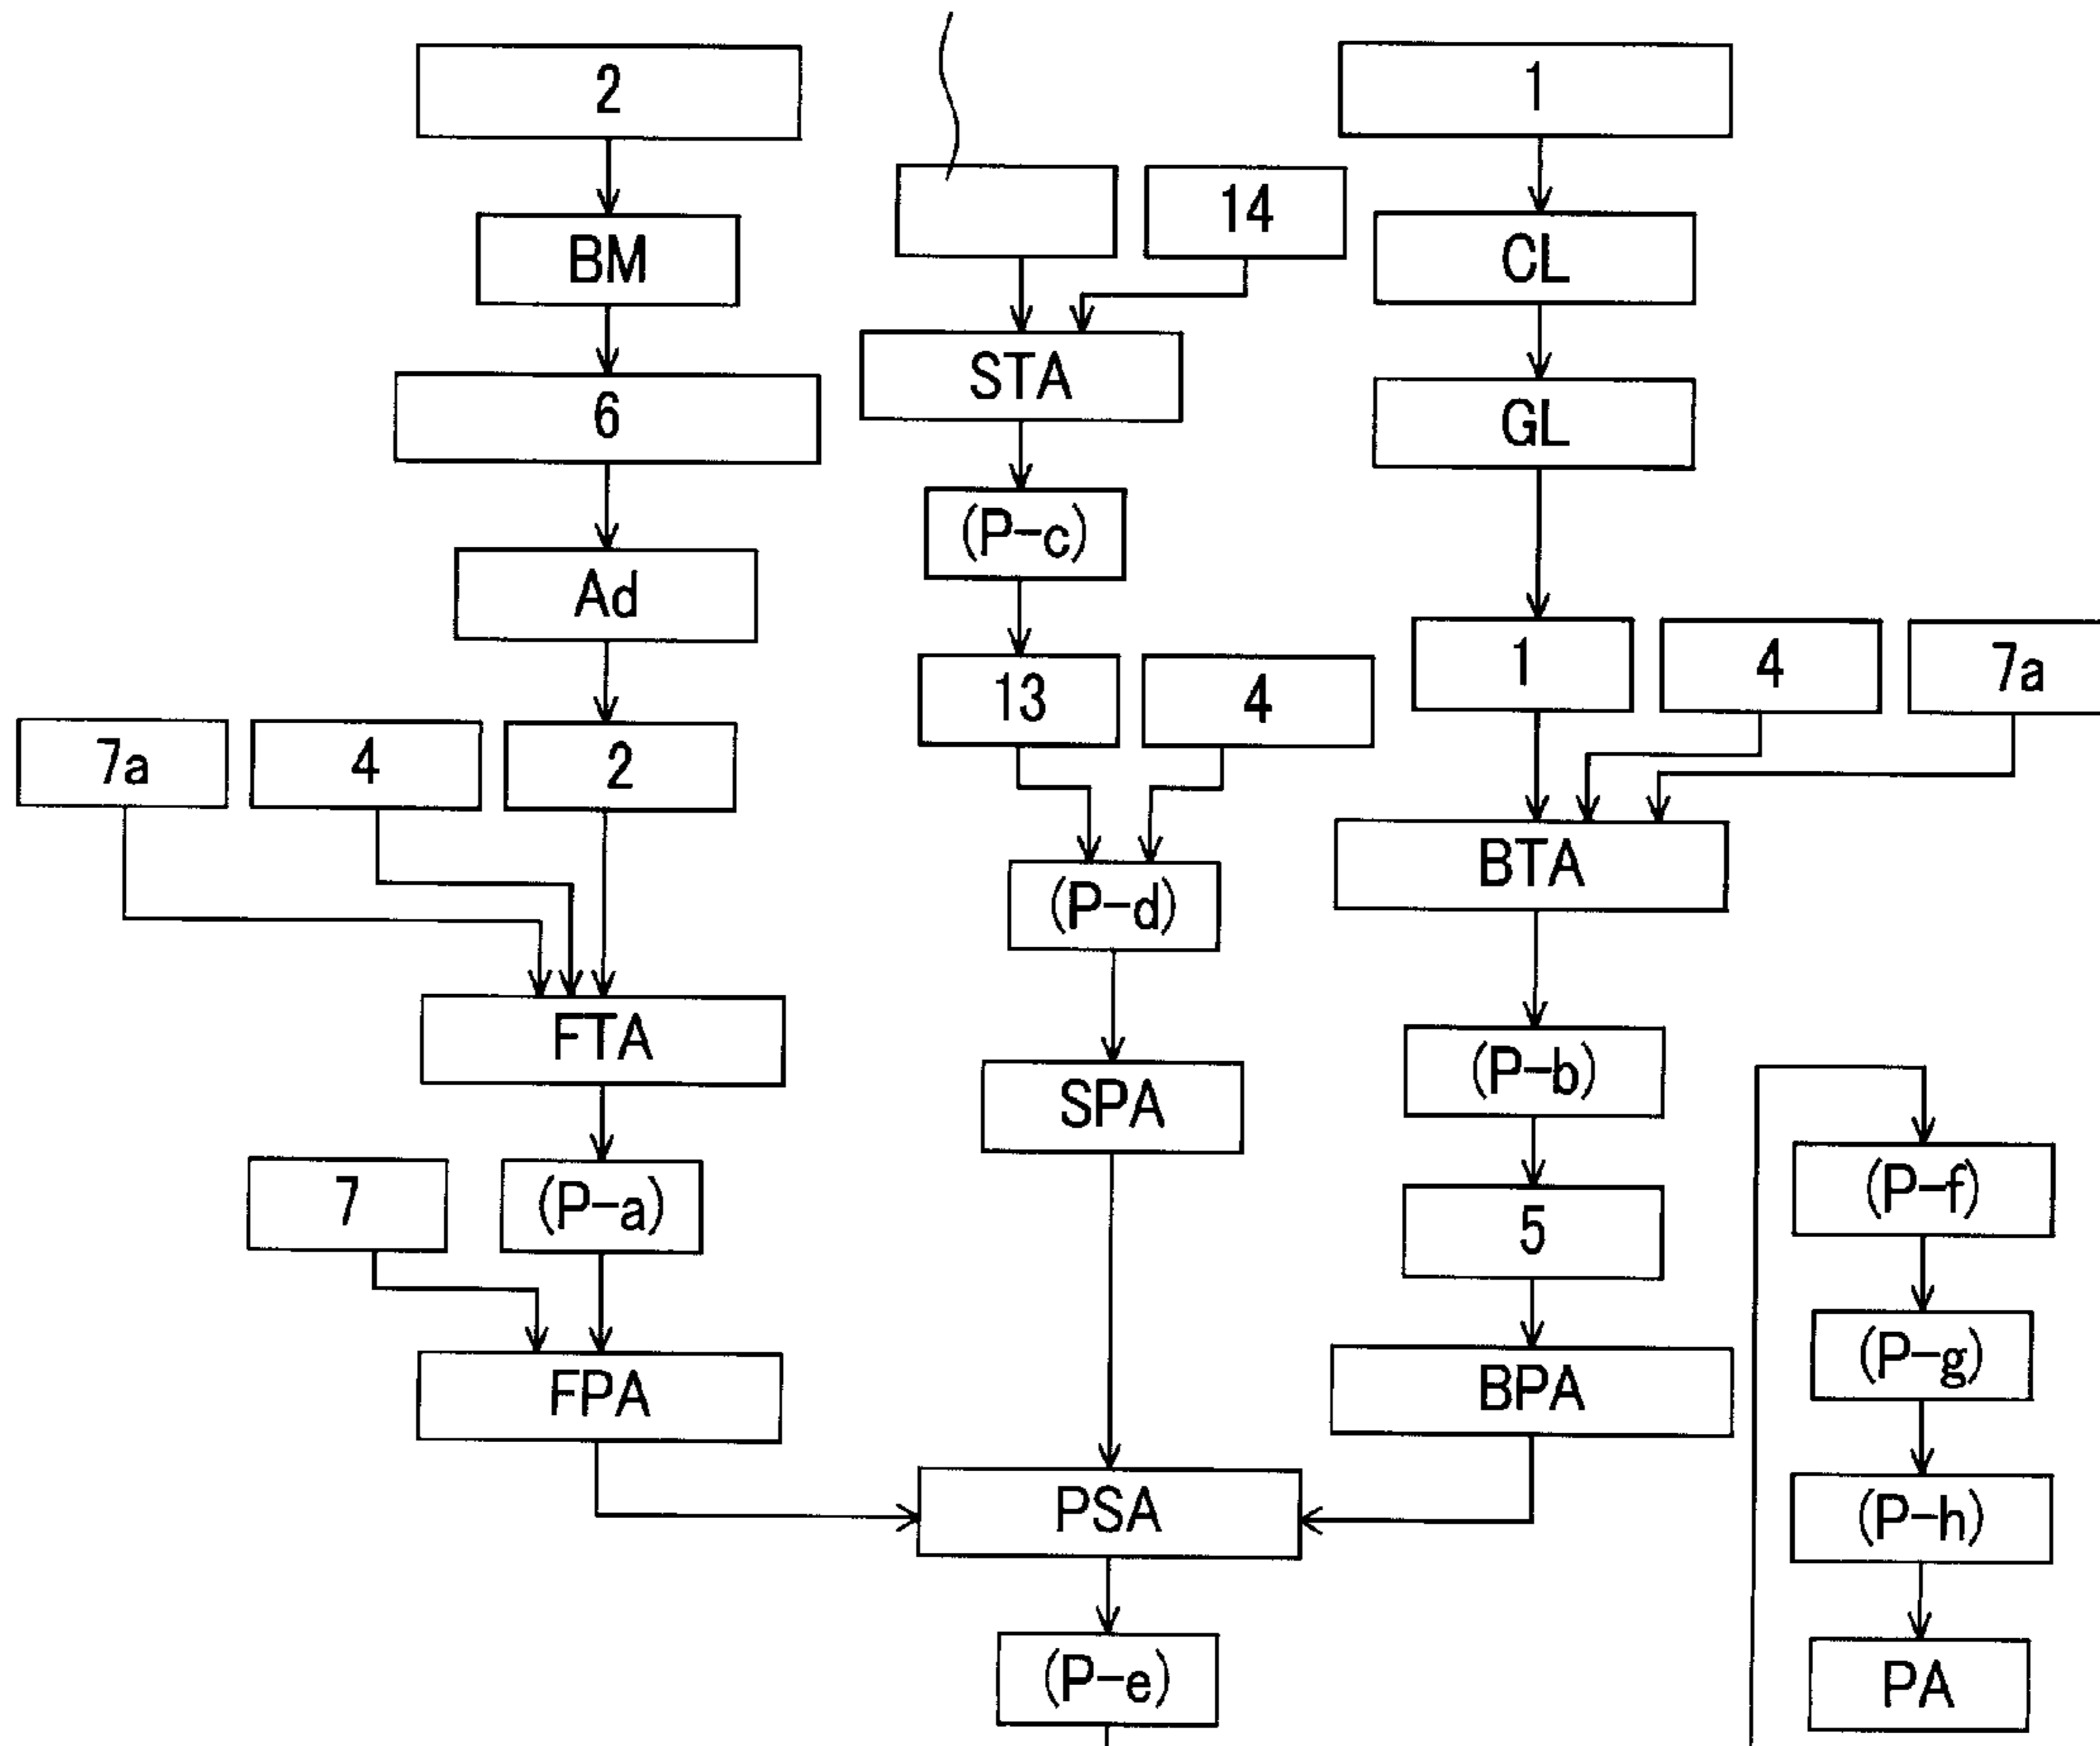 2
BM
6
Ad
7a
4
2
FTA
7
(P-a)
FPA
14
STA
(P-c)
13
4
(P-d)
SPA
PSA
(P-e)
1
CL
GL
1
4
7a
BTA
(P-b)
5
BPA
(P-f)
(P-g)
(P-h)
PA